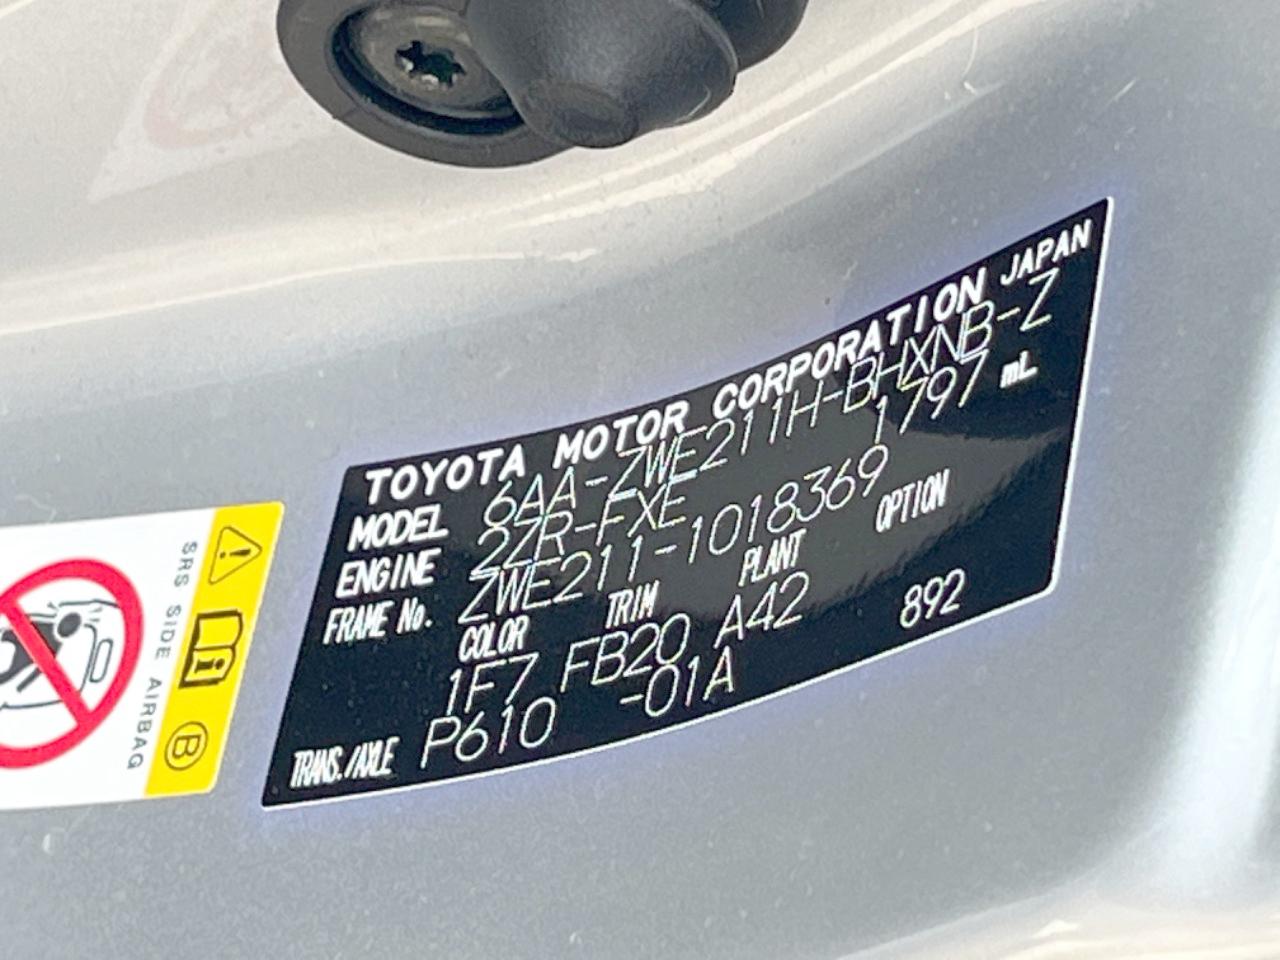 TOYOTA MOTOR CORPORATION JAPAN
MODEL 6AA-ZWE211H-BHXNB-Z
ENGINE 2ZR-FXE 1797 mL
FRAME No. ZWE211-1018369
COLOR TRIM PLANT OPTION
1F7 FB20 A42 892
TRANS./AXLE P610 -01A
SRS SIDE AIRBAG
B